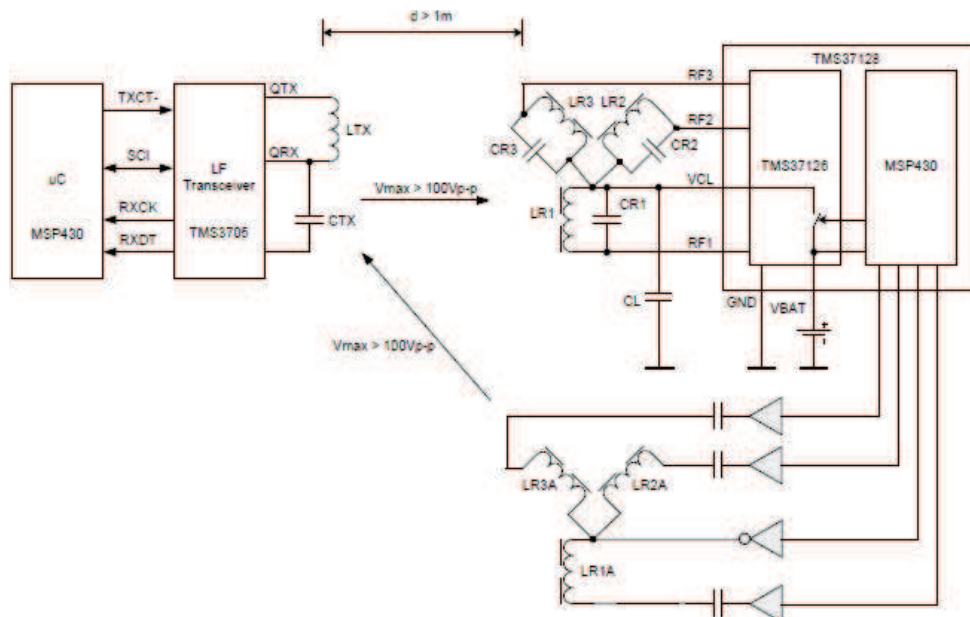 d > 1m
TMS37128
RF3
QTX
TXCT-
LR3
LR2
LTX
RF2
CR3
CR2
SCI
QRX
uC
LF
Transceiver
TMS37126
MSP430
Vmax > 100Vp-p
VCL
RXCK
LR1
CR1
CTX
MSP430
TMS3705
RXDT
RF1
CL
GND
VBAT
Vmax > 100Vp-p
LR3A
LR2A
LR1A